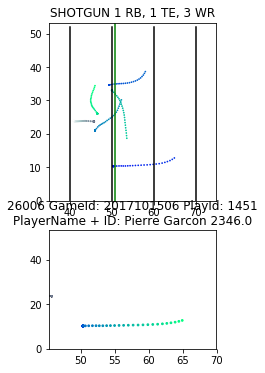 SHOTGUN 1 RB, 1 TE, 3 WR
50
40
30
20
10
0
40 50 60 70
26006 GameId: 2017101506 PlayId: 1451
PlayerName + ID: Pierre Garcon 2346.0
40
20
0
45 50 55 60 65 70